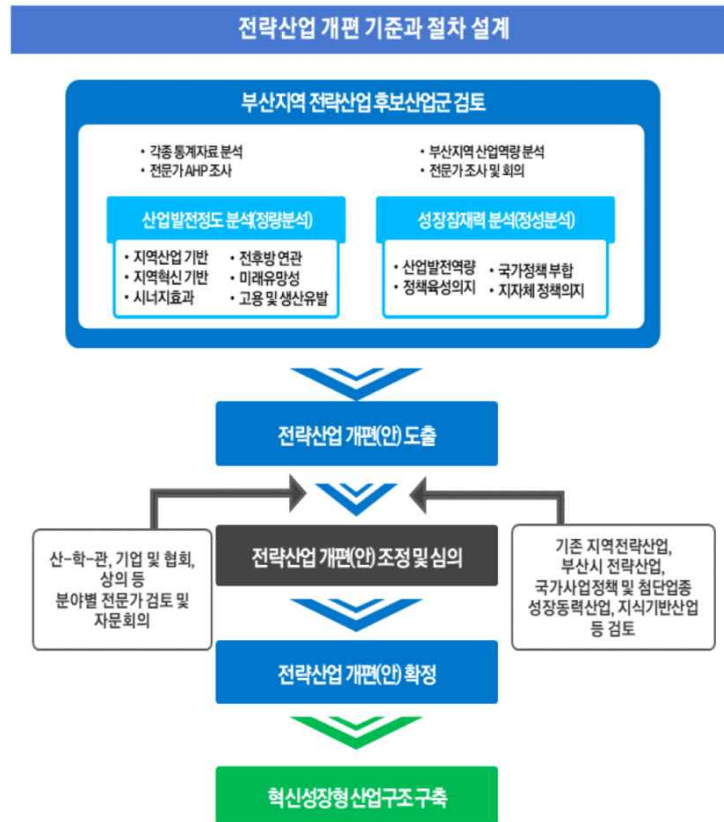 전략산업 개편 기준과 절차 설계
부산지역 전략산업 후보산업군 검토
• 각종 통계자료 분석
• 전문가 AHP 조사
• 부산지역 산업역량 분석
• 전문가 조사 및 회의
산업발전정도 분석(정량분석)
• 지역산업 기반
• 지역혁신 기반
• 시너지효과
• 전후방 연관
• 미래유망성
• 고용 및 생산유발
성장잠재력 분석(정성분석)
• 산업발전역량
• 정책육성의지
• 국가정책 부합
• 지자체 정책의지
전략산업 개편(안) 도출
산-학-관, 기업 및 협회,
상의 등
분야별 전문가 검토 및
자문회의
전략산업 개편(안) 조정 및 심의
기존 지역전략산업,
부산시 전략산업,
국가사업정책 및 첨단업종
성장동력산업, 지식기반산업
등 검토
전략산업 개편(안) 확정
혁신성장형 산업구조 구축